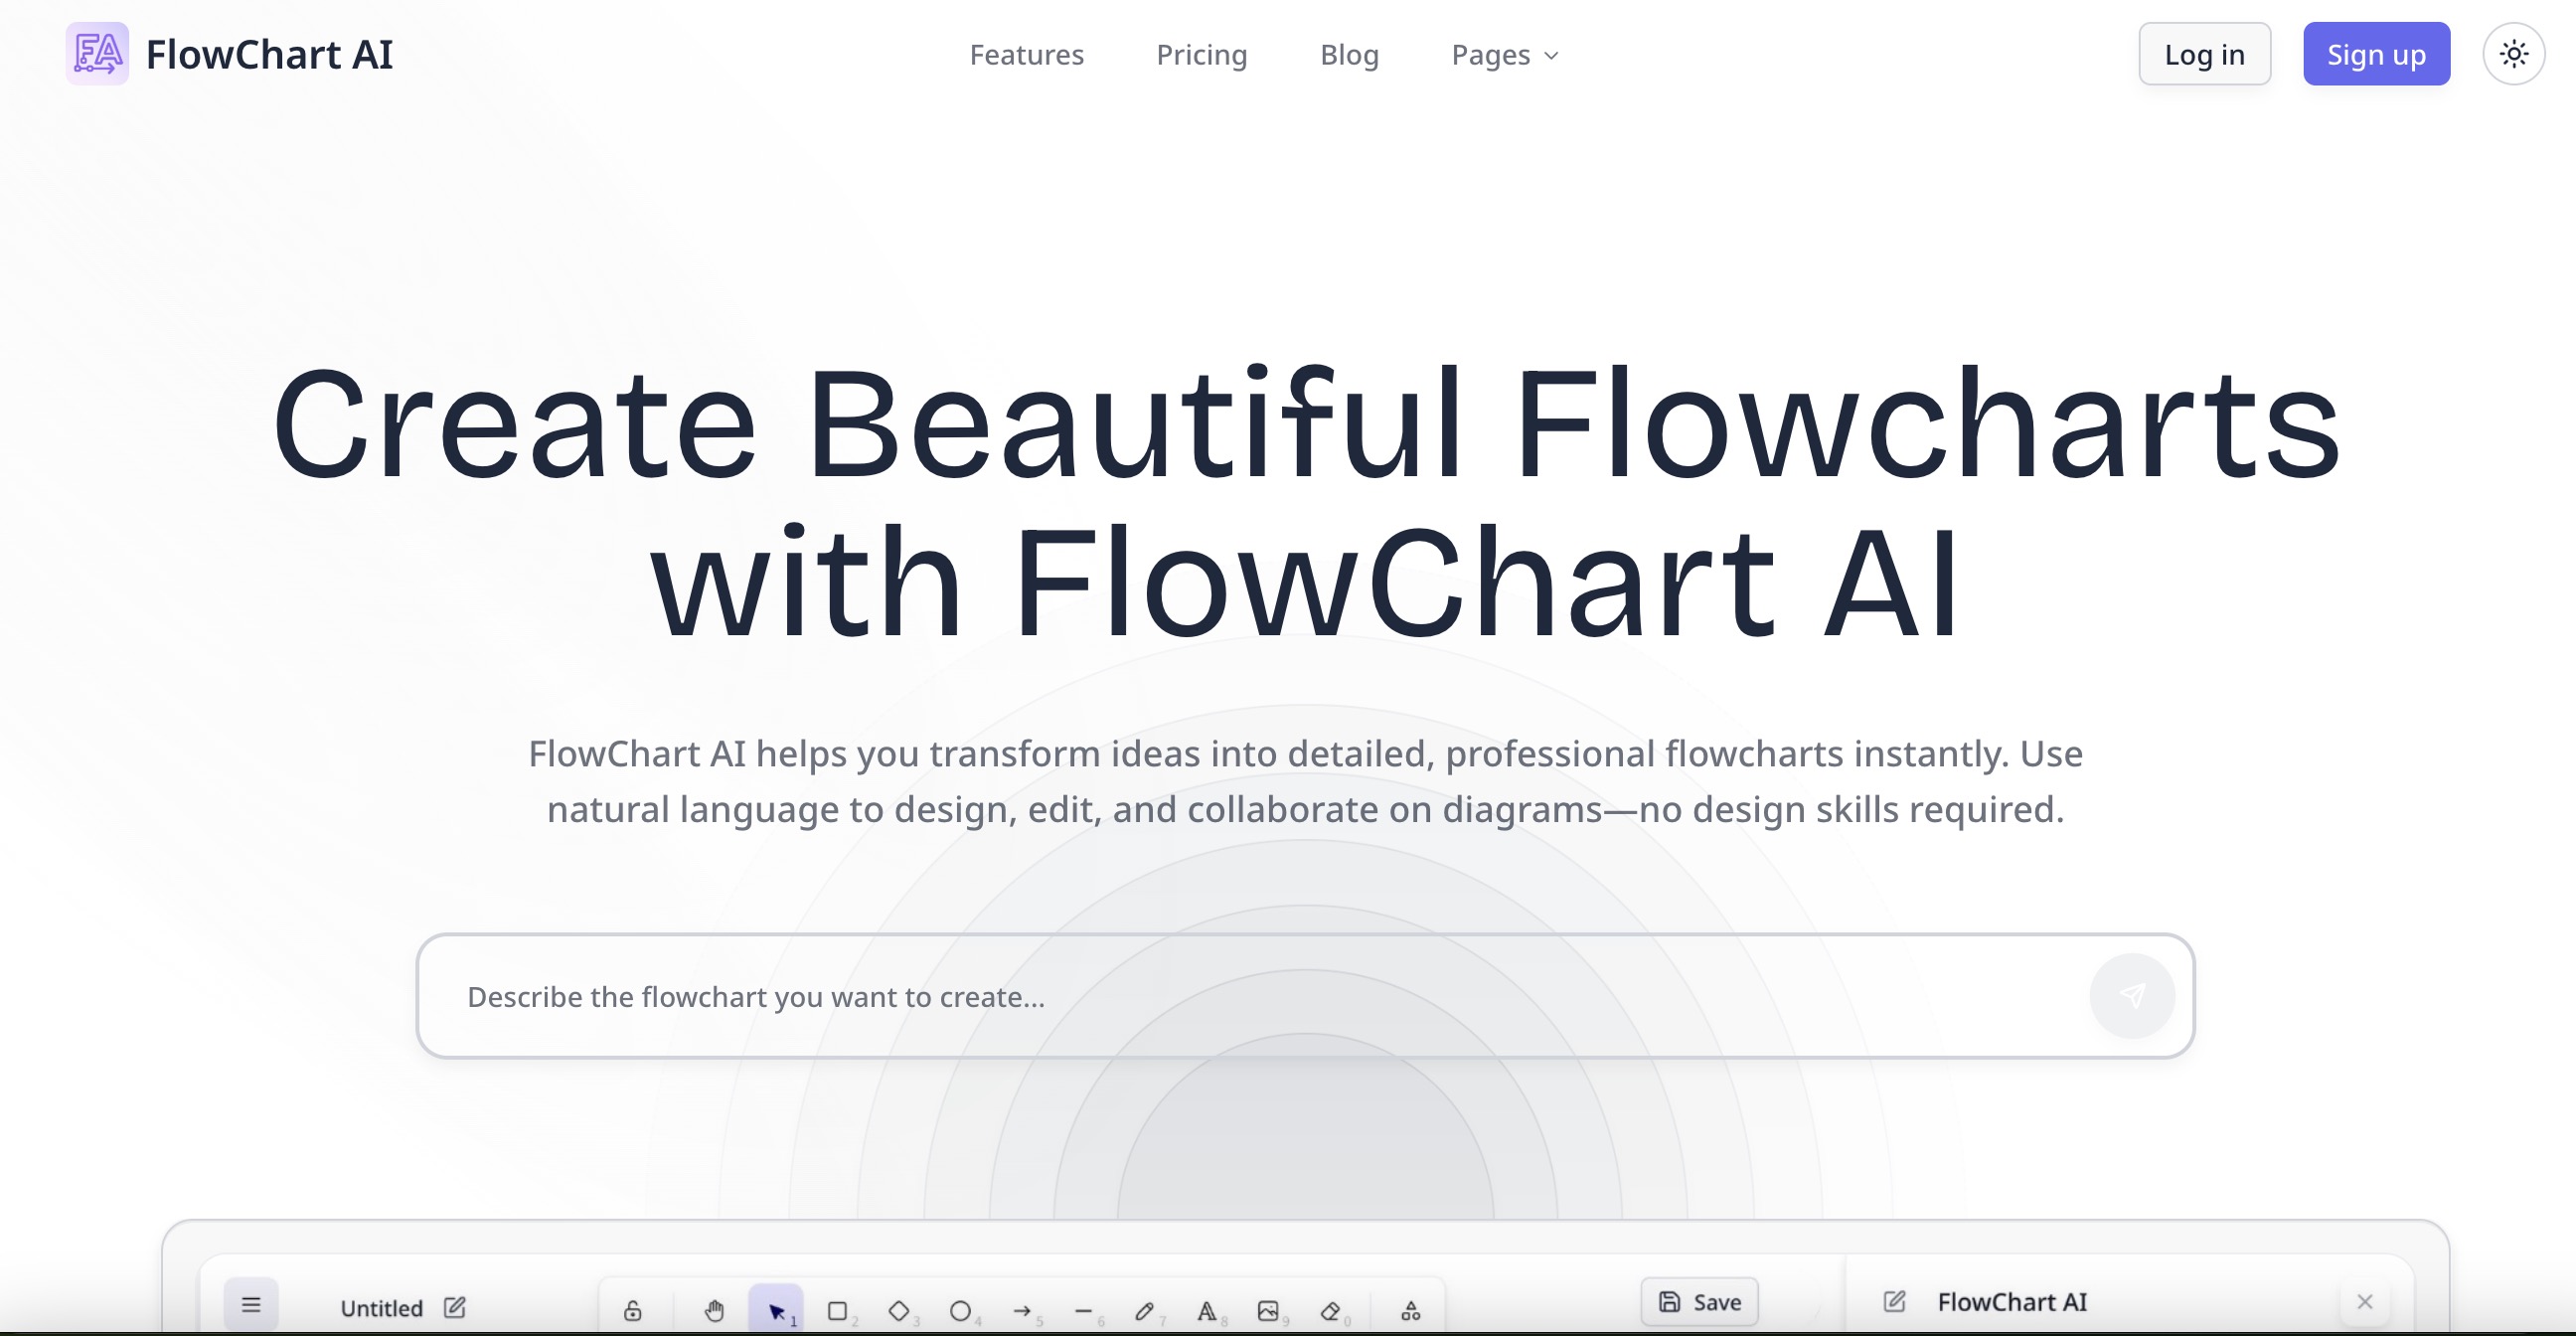 FA FlowChart AI
Features Pricing Blog Pages
Log in Sign up
Create Beautiful Flowcharts
with FlowChart AI
FlowChart AI helps you transform ideas into detailed, professional flowcharts instantly. Use
natural language to design, edit, and collaborate on diagrams—no design skills required.
Describe the flowchart you want to create...
Untitled
1 2 3 4 5 6 7 A 8 9 0
Save
FlowChart AI